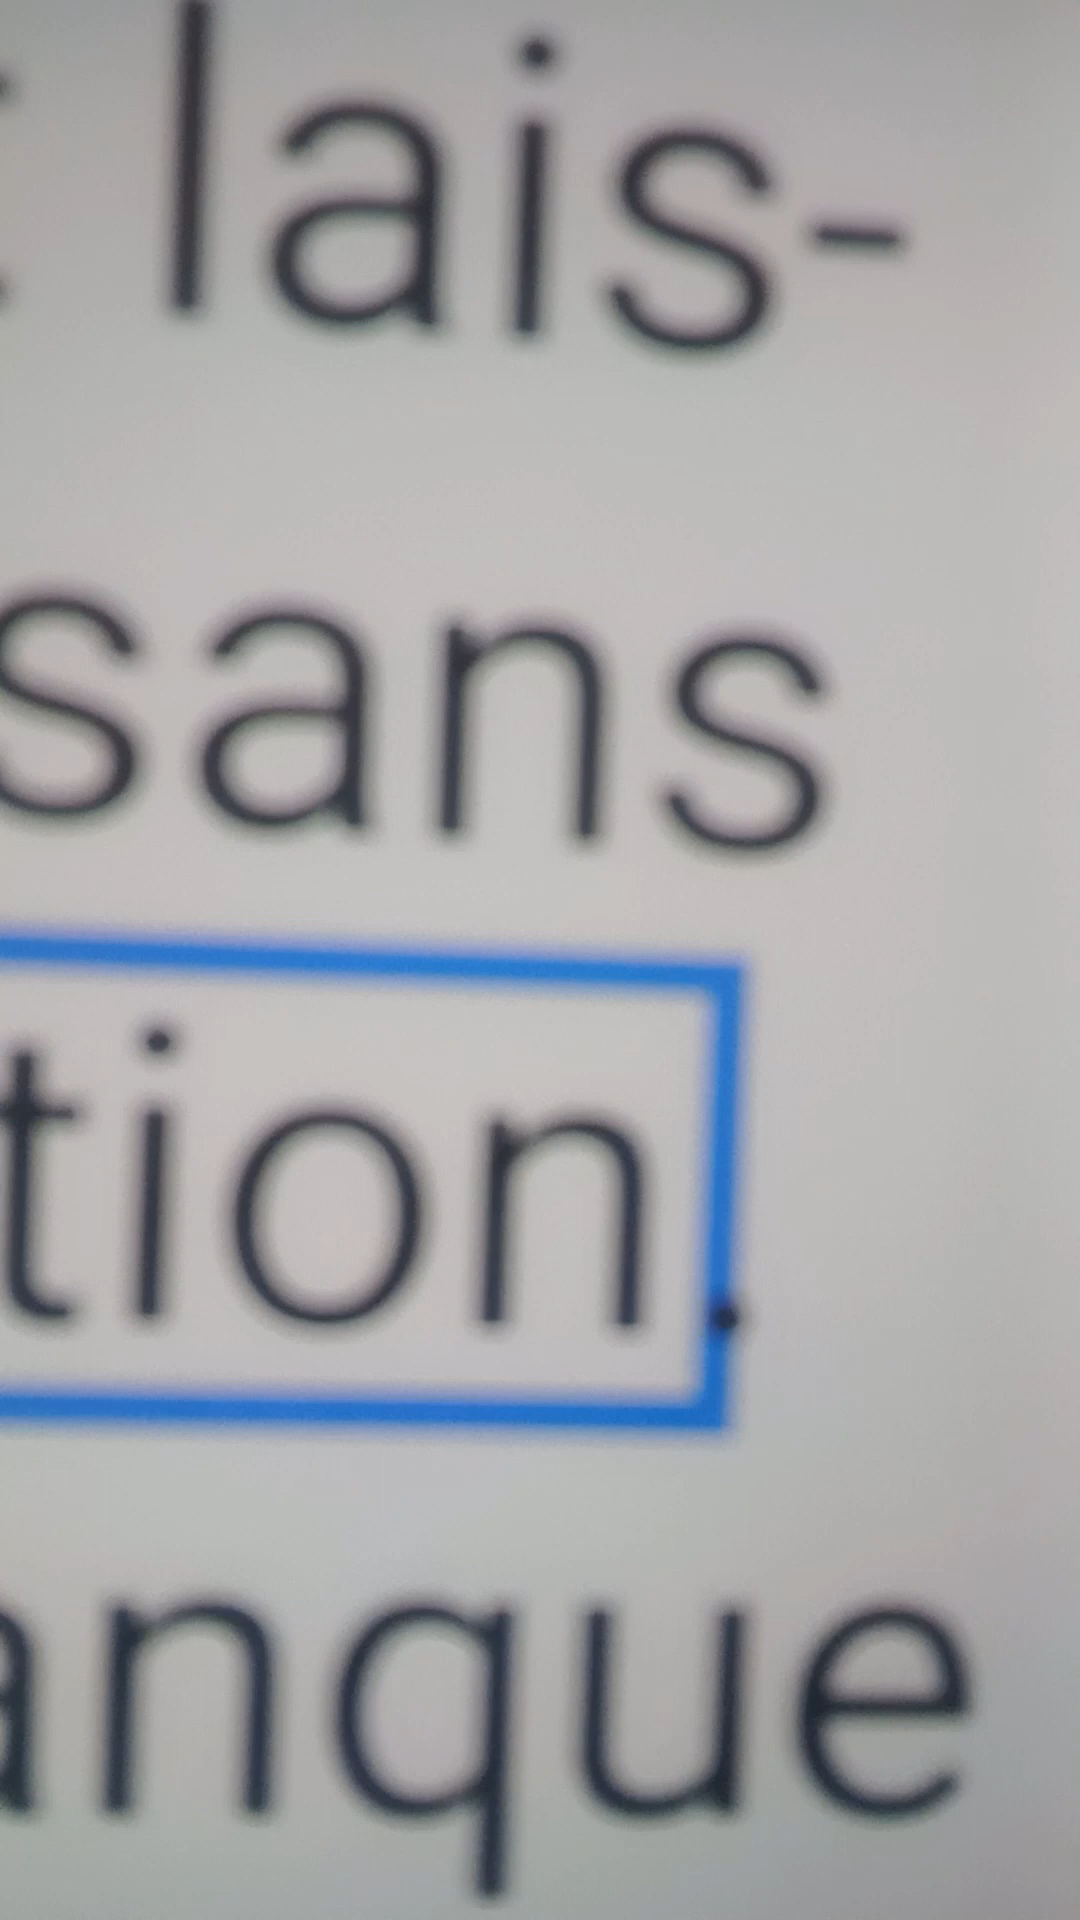 lais-
sans
tion.
anque